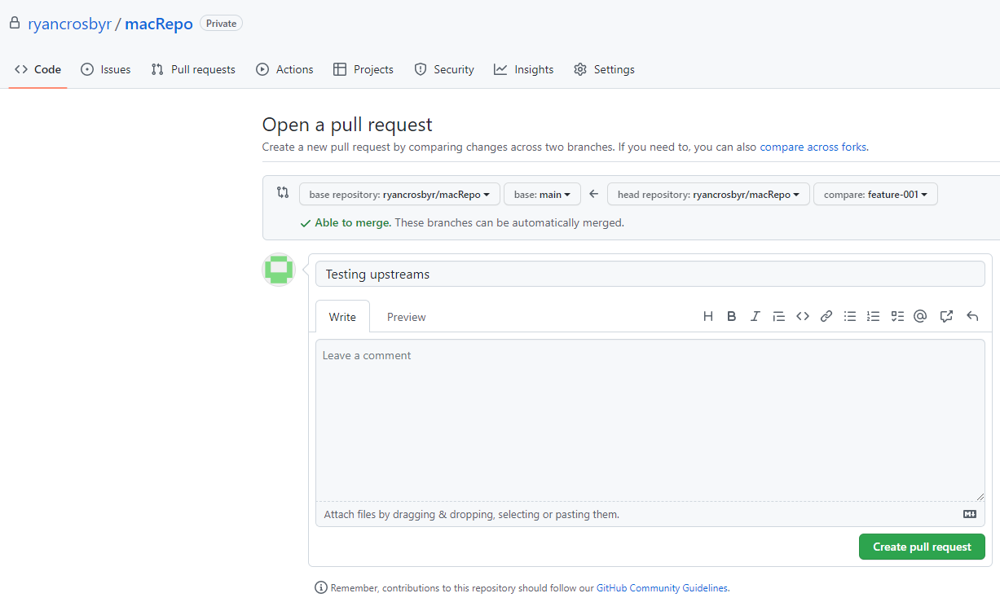 ryancrosbyr / macRepo Private
Code Issues Pull requests Actions Projects Security Insights Settings
Open a pull request
Create a new pull request by comparing changes across two branches. If you need to, you can also compare across forks.
base repository: ryancrosbyr/macRepo base: main head repository: ryancrosbyr/macRepo compare: feature-001
Able to merge. These branches can be automatically merged.
Testing upstreams
Write Preview
Leave a comment
Attach files by dragging & dropping, selecting or pasting them.
Create pull request
Remember, contributions to this repository should follow our GitHub Community Guidelines.